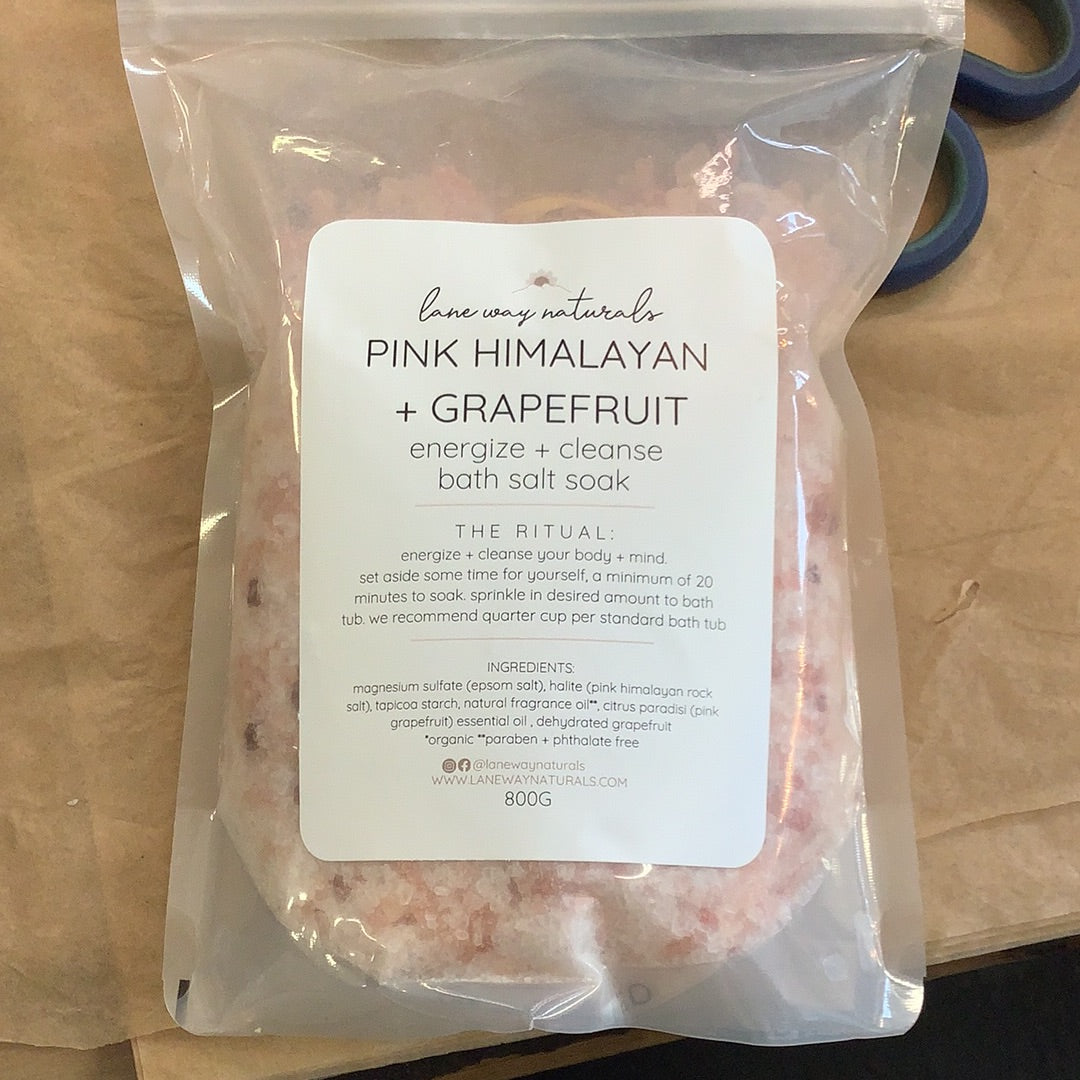 lane way naturals
PINK HIMALAYAN
+ GRAPEFRUIT
energize + cleanse
bath salt soak
THE RITUAL:
energize + cleanse your body + mind.
set aside some time for yourself, a minimum of 20
minutes to soak. sprinkle in desired amount to bath
tub. we recommend quarter cup per standard bath tub
INGREDIENTS:
magnesium sulfate (epsom salt), halite (pink himalayan rock
salt), tapicoa starch, natural fragrance oil**, citrus paradisi (pink
grapefruit) essential oil , dehydrated grapefruit
*organic **paraben + phthalate free
@lanewaynaturals
WWW.LANEWAYNATURALS.COM
800G